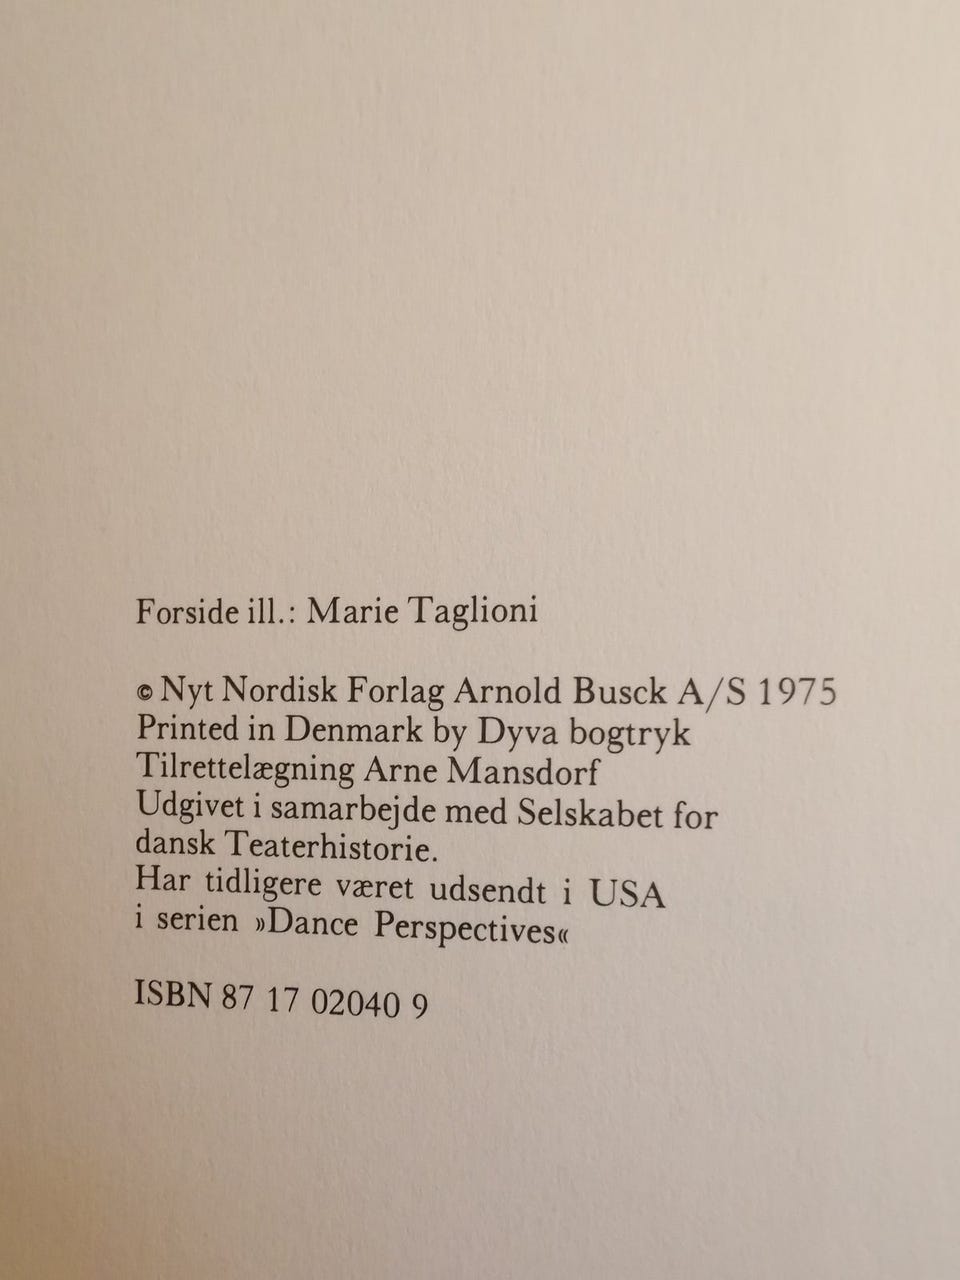 Forside ill.: Marie Taglioni
© Nyt Nordisk Forlag Arnold Busck A/S 1975
Printed in Denmark by Dyva bogtryk
Tilrettelægning Arne Mansdorf
Udgivet i samarbejde med Selskabet for
dansk Teaterhistorie.
Har tidligere været udsendt i USA
i serien »Dance Perspectives«
ISBN 87 17 02040 9